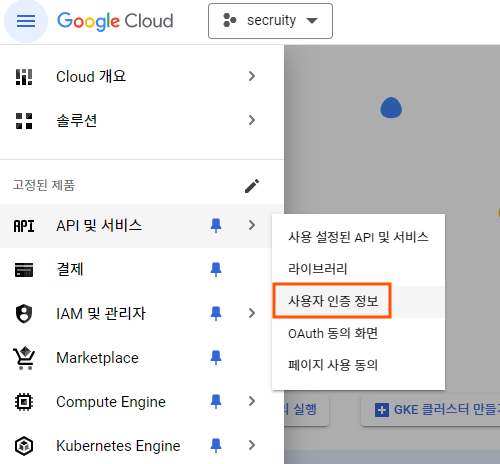 Google Cloud
secruity
Cloud 개요
솔루션
고정된 제품
API API 및 서비스
결제
IAM 및 관리자
Marketplace
Compute Engine
Kubernetes Engine
사용 설정된 API 및 서비스
라이브러리
사용자 인증 정보
OAuth 동의 화면
페이지 사용 동의
실행
GKE 클러스터 만들기